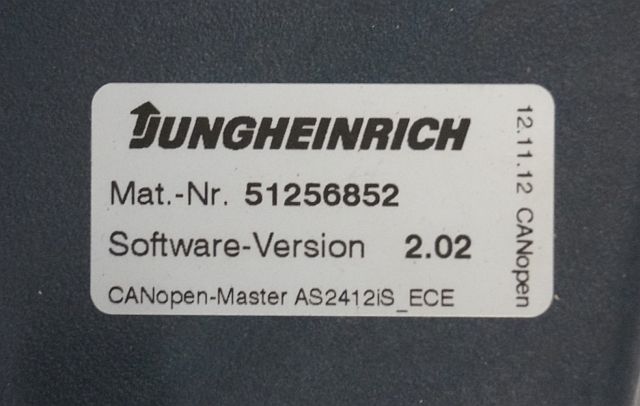 JUNGHEINRICH
Mat.-Nr. 51256852
Software-Version 2.02
CANopen-Master AS2412iS_ECE
12.11.12 CANopen